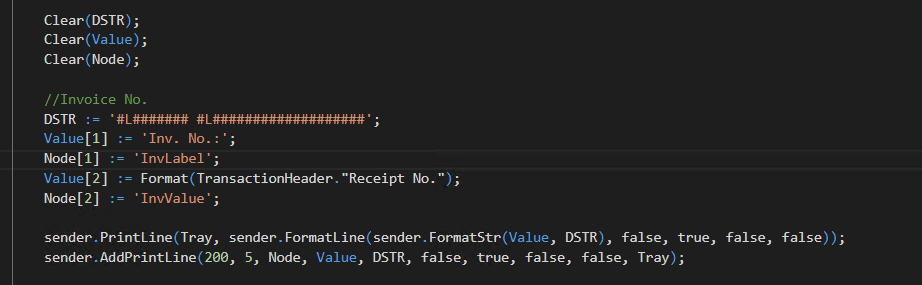 Clear(DSTR);
Clear(Value);
Clear(Node);
//Invoice No.
DSTR := '#L####### #L###################';
Value[1] := 'Inv. No.:';
Node[1] := 'InvLabel';
Value[2] := Format(TransactionHeader."Receipt No.");
Node[2] := 'InvValue';
sender.PrintLine(Tray, sender.FormatLine(sender.FormatStr(Value, DSTR), false, true, false, false));
sender.AddPrintLine(200, 5, Node, Value, DSTR, false, true, false, false, Tray);